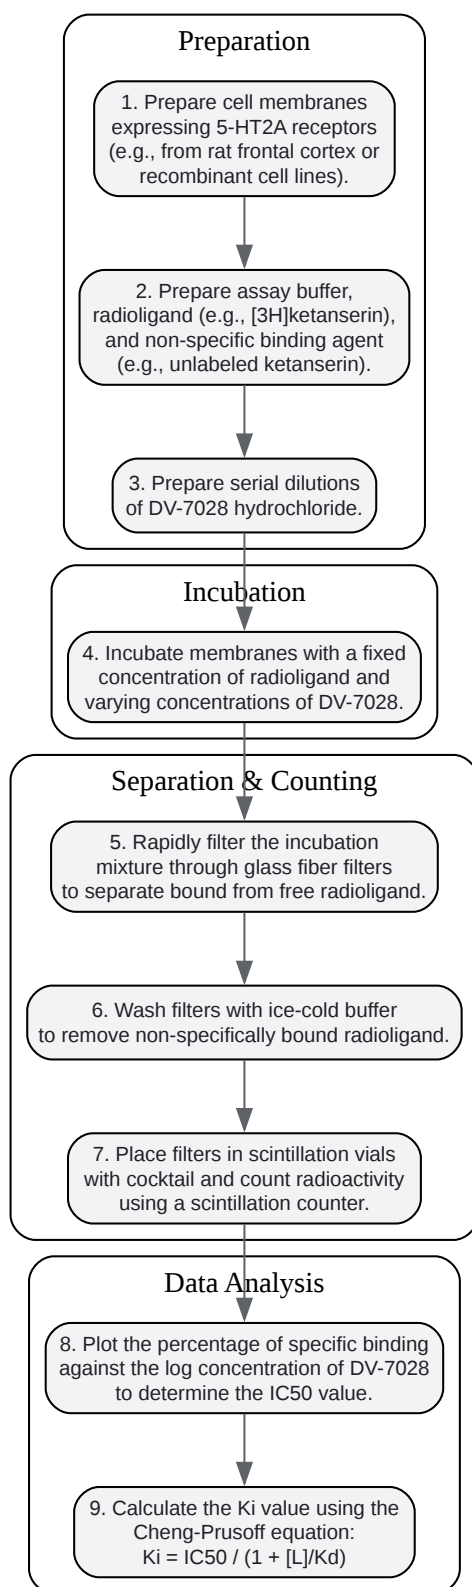 Preparation
1. Prepare cell membranes
expressing 5-HT2A receptors
(e.g., from rat frontal cortex or
recombinant cell lines).
2. Prepare assay buffer,
radioligand (e.g., [3H]ketanserin),
and non-specific binding agent
(e.g., unlabeled ketanserin).
3. Prepare serial dilutions
of DV-7028 hydrochloride.
Incubation
4. Incubate membranes with a fixed
concentration of radioligand and
varying concentrations of DV-7028.
Separation & Counting
5. Rapidly filter the incubation
mixture through glass fiber filters
to separate bound from free radioligand.
6. Wash filters with ice-cold buffer
to remove non-specifically bound radioligand.
7. Place filters in scintillation vials
with cocktail and count radioactivity
using a scintillation counter.
Data Analysis
8. Plot the percentage of specific binding
against the log concentration of DV-7028
to determine the IC50 value.
9. Calculate the Ki value using the
Cheng-Prusoff equation:
Ki = IC50 / (1 + [L]/Kd)